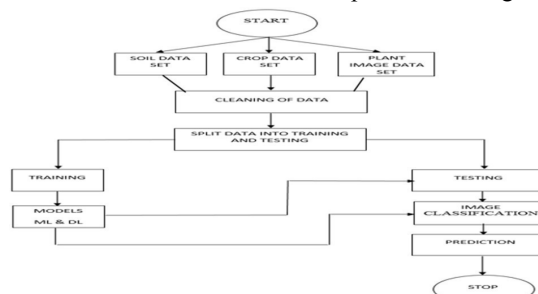 START
SOIL DATA
SET
CROP DATA
SET
PLANT
IMAGE DATA
SET
CLEANING OF DATA
SPLIT DATA INTO TRAINING
AND TESTING
TRAINING
TESTING
MODELS
ML & DL
IMAGE
CLASSIFICATION
PREDICTION
STOP